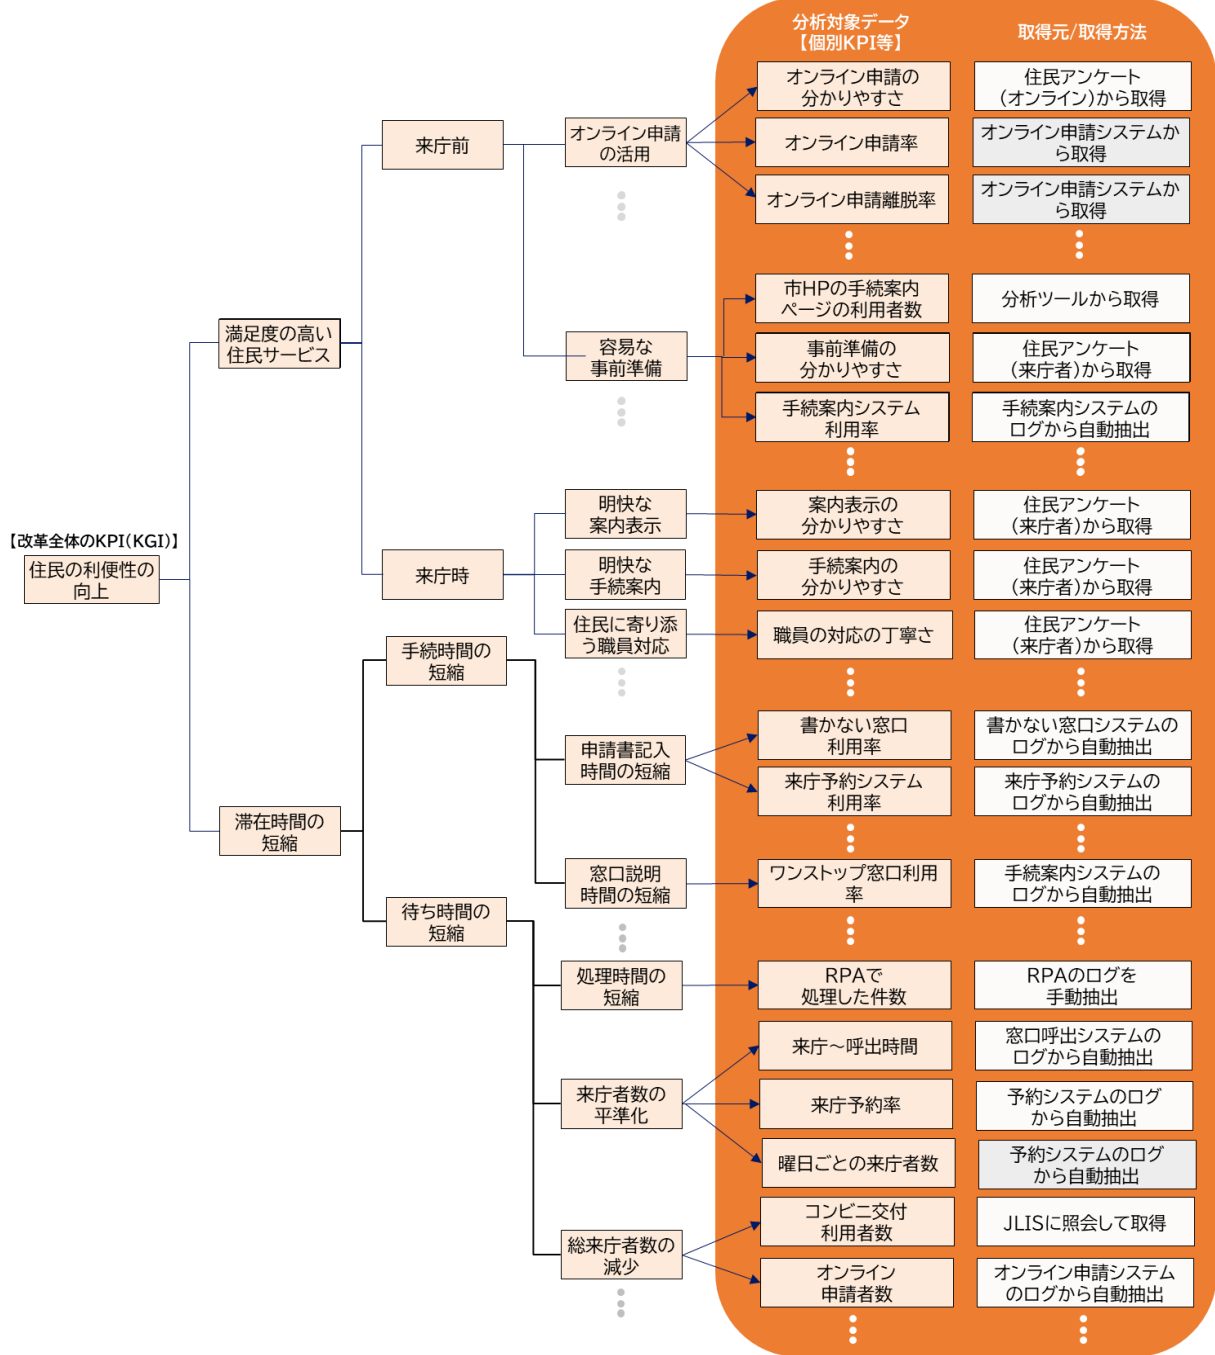 分析対象データ
【個別KPI等】
取得元/取得方法
オンライン申請の
分かりやすさ
住民アンケート
（オンライン）から取得
来庁前
オンライン申請
の活用
オンライン申請率
オンライン申請システムか
ら取得
オンライン申請離脱率
オンライン申請システムか
ら取得
市HPの手続案内
ページの利用者数
分析ツールから取得
満足度の高い
住民サービス
容易な
事前準備
事前準備の
分かりやすさ
住民アンケート
（来庁者）から取得
手続案内システム
利用率
手続案内システムの
ログから自動抽出
明快な
案内表示
案内表示の
分かりやすさ
住民アンケート
（来庁者）から取得
【改革全体のKPI（KGI）】
住民の利便性の
向上
来庁時
明快な
手続案内
手続案内の
分かりやすさ
住民アンケート
（来庁者）から取得
住民に寄り添
う職員対応
職員の対応の丁寧さ
住民アンケート
（来庁者）から取得
手続時間の
短縮
書かない窓口
利用率
書かない窓口システムの
ログから自動抽出
申請書記入
時間の短縮
来庁予約システム
利用率
来庁予約システムの
ログから自動抽出
滞在時間の
短縮
窓口説明
時間の短縮
ワンストップ窓口利用
率
手続案内システムの
ログから自動抽出
待ち時間の
短縮
処理時間の
短縮
RPAで
処理した件数
RPAのログを
手動抽出
来庁～呼出時間
窓口呼出システムの
ログから自動抽出
来庁者数の
平準化
来庁予約率
予約システムのログ
から自動抽出
曜日ごとの来庁者数
予約システムのログ
から自動抽出
コンビニ交付
利用者数
JLISに照会して取得
総来庁者数の
減少
オンライン
申請者数
オンライン申請システム
のログから自動抽出